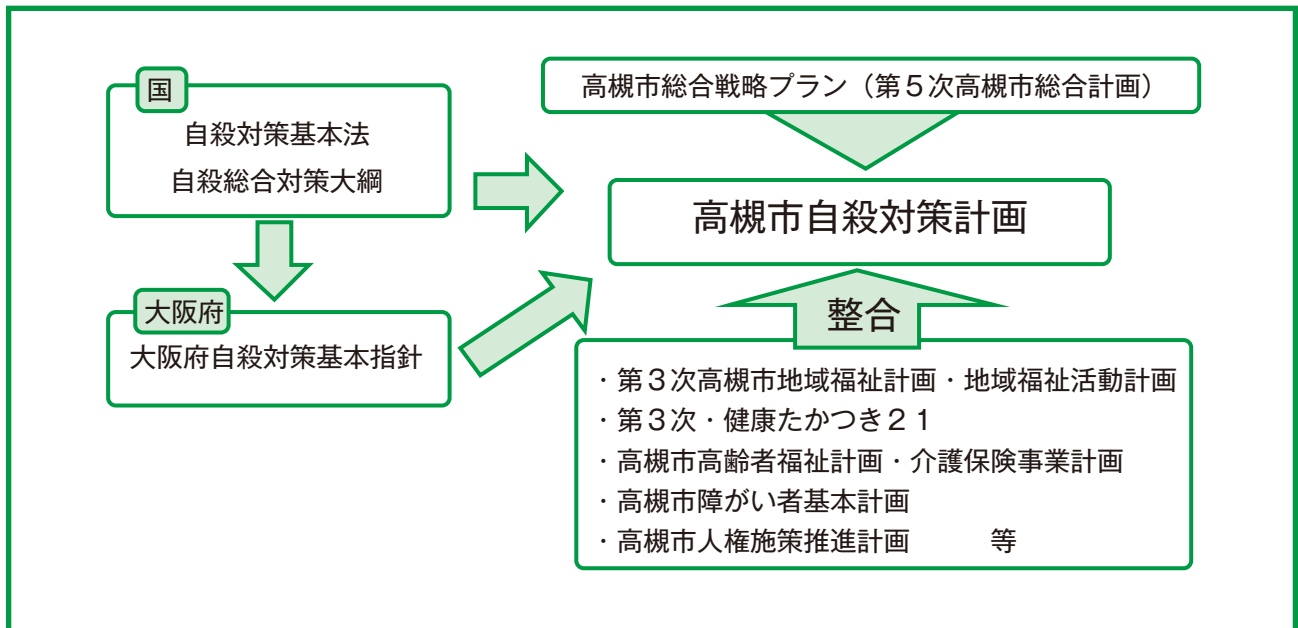 国
自殺対策基本法
自殺総合対策大綱
大阪府
大阪府自殺対策基本指針
高槻市総合戦略プラン（第５次高槻市総合計画）
高槻市自殺対策計画
整合
・第３次高槻市地域福祉計画・地域福祉活動計画
・第３次・健康たかつき２１
・高槻市高齢者福祉計画・介護保険事業計画
・高槻市障がい者基本計画
・高槻市人権施策推進計画　　　等